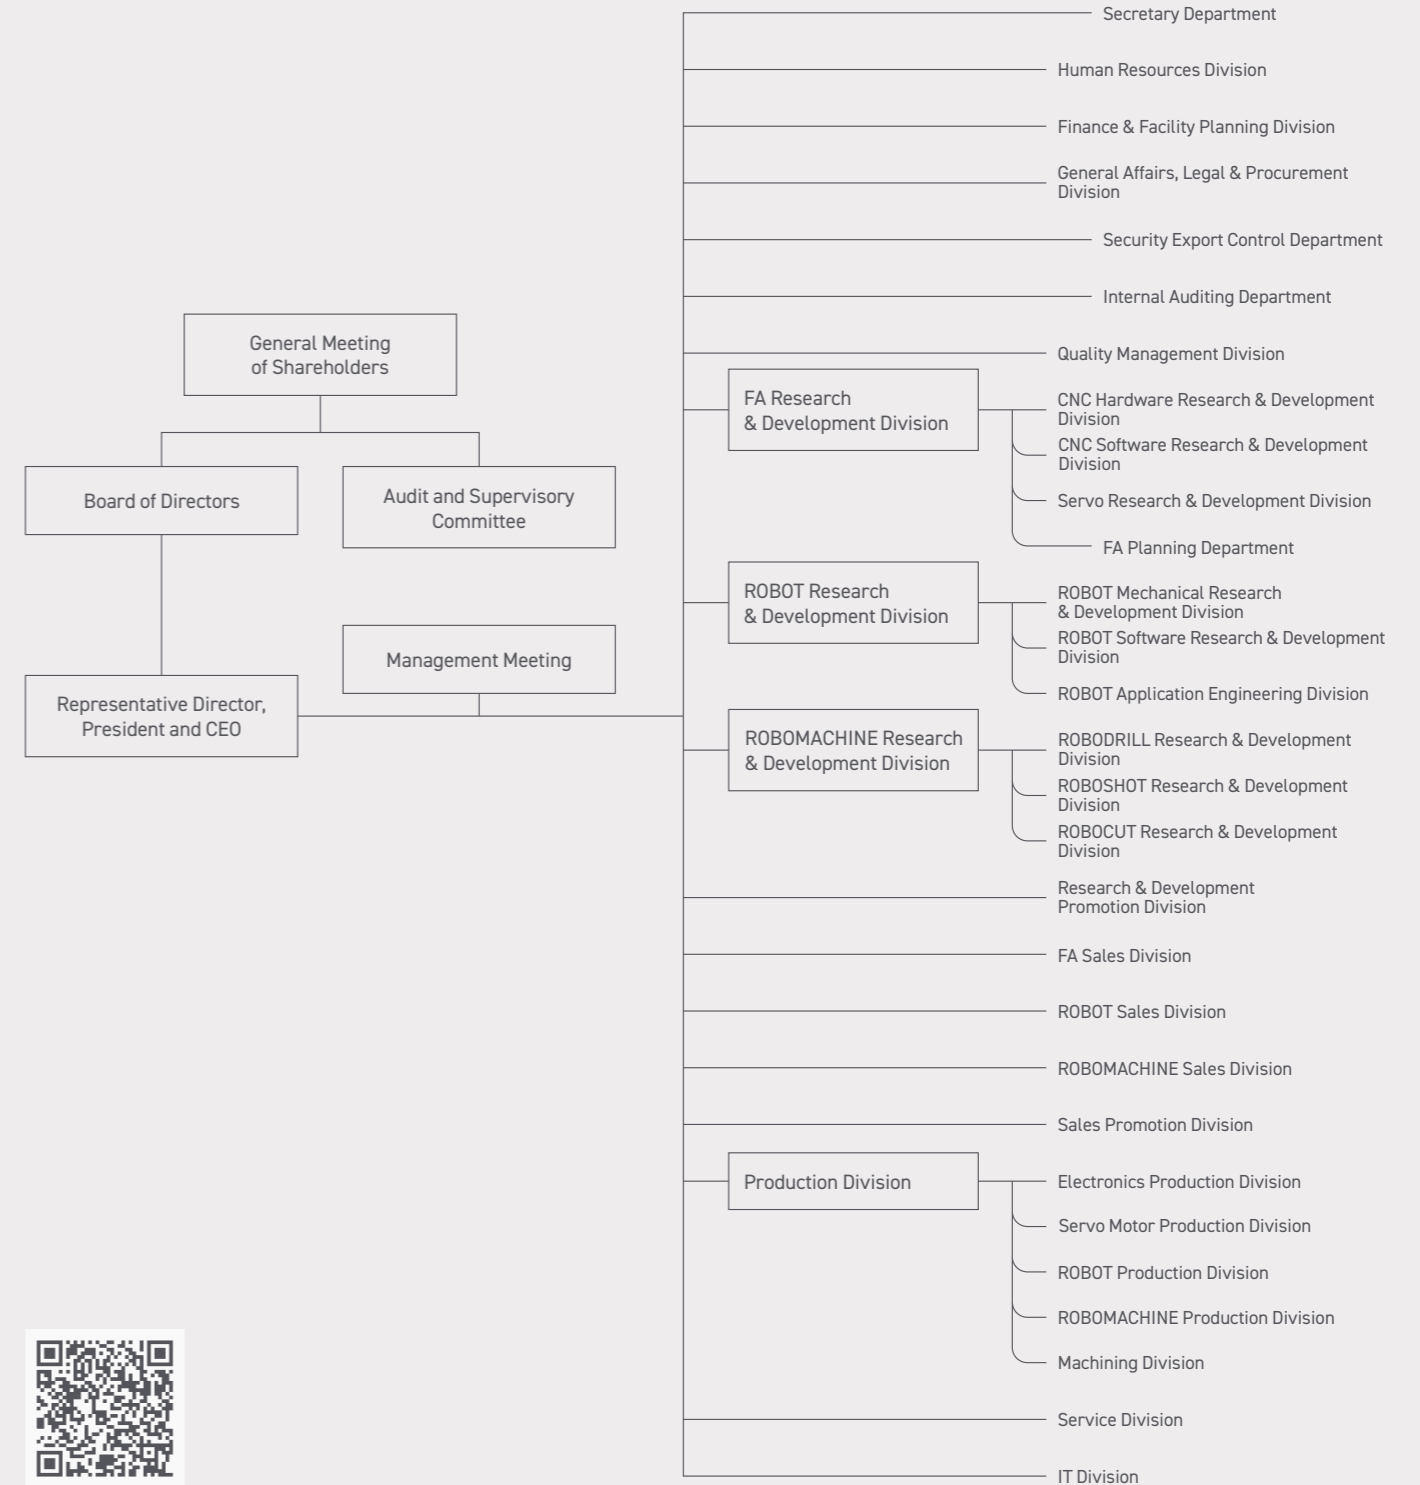 Secretary Department
Human Resources Division
Finance & Facility Planning Division
General Affairs, Legal & Procurement
Division
Security Export Control Department
Internal Auditing Department
General Meeting
of Shareholders
Quality Management Division
FA Research
& Development Division
CNC Hardware Research & Development
Division
CNC Software Research & Development
Division
Board of Directors
Audit and Supervisory
Committee
Servo Research & Development Division
FA Planning Department
ROBOT Research
& Development Division
ROBOT Mechanical Research
& Development Division
ROBOT Software Research & Development
Division
Management Meeting
ROBOT Application Engineering Division
Representative Director,
President and CEO
ROBOMACHINE Research
& Development Division
ROBODRILL Research & Development
Division
ROBOSHOT Research & Development
Division
ROBOCUT Research & Development
Division
Research & Development
Promotion Division
FA Sales Division
ROBOT Sales Division
ROBOMACHINE Sales Division
Sales Promotion Division
Production Division
Electronics Production Division
Servo Motor Production Division
ROBOT Production Division
ROBOMACHINE Production Division
Machining Division
Service Division
IT Division